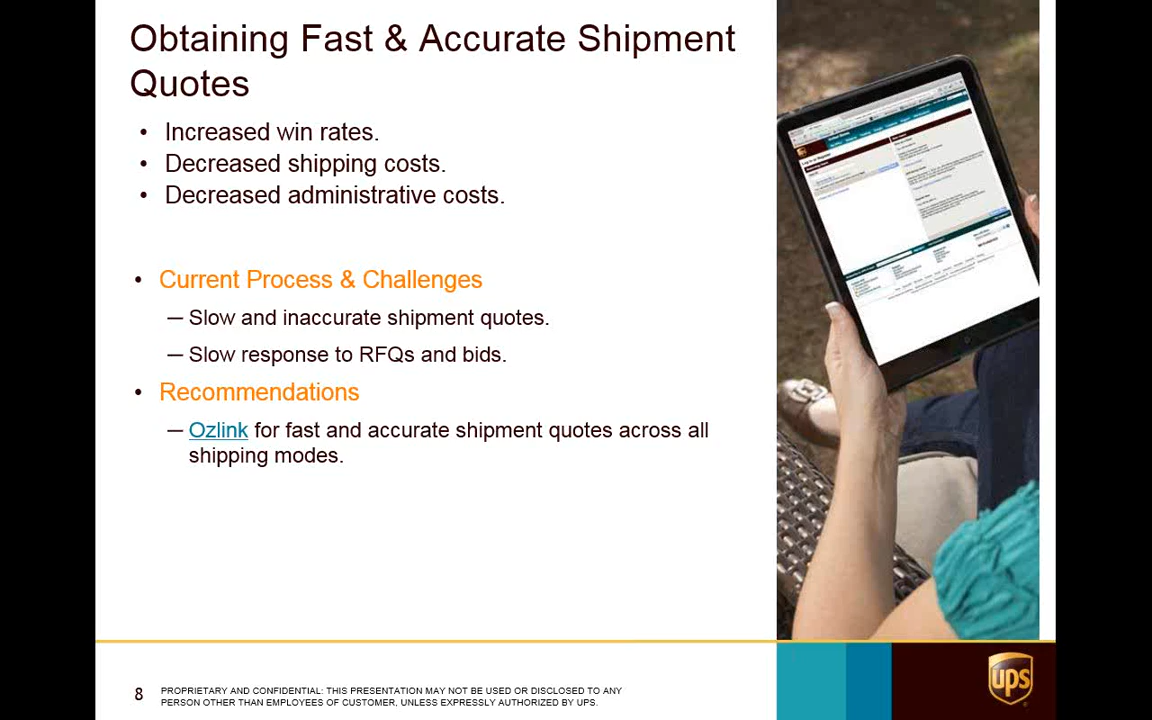 Obtaining Fast & Accurate Shipment
Quotes
• Increased win rates.
• Decreased shipping costs.
• Decreased administrative costs.
• Current Process & Challenges
– Slow and inaccurate shipment quotes.
– Slow response to RFQs and bids.
• Recommendations
– Ozlink for fast and accurate shipment quotes across all
shipping modes.
8
PROPRIETARY AND CONFIDENTIAL: THIS PRESENTATION MAY NOT BE USED OR DISCLOSED TO ANY
PERSON OTHER THAN EMPLOYEES OF CUSTOMER, UNLESS EXPRESSLY AUTHORIZED BY UPS.
ups